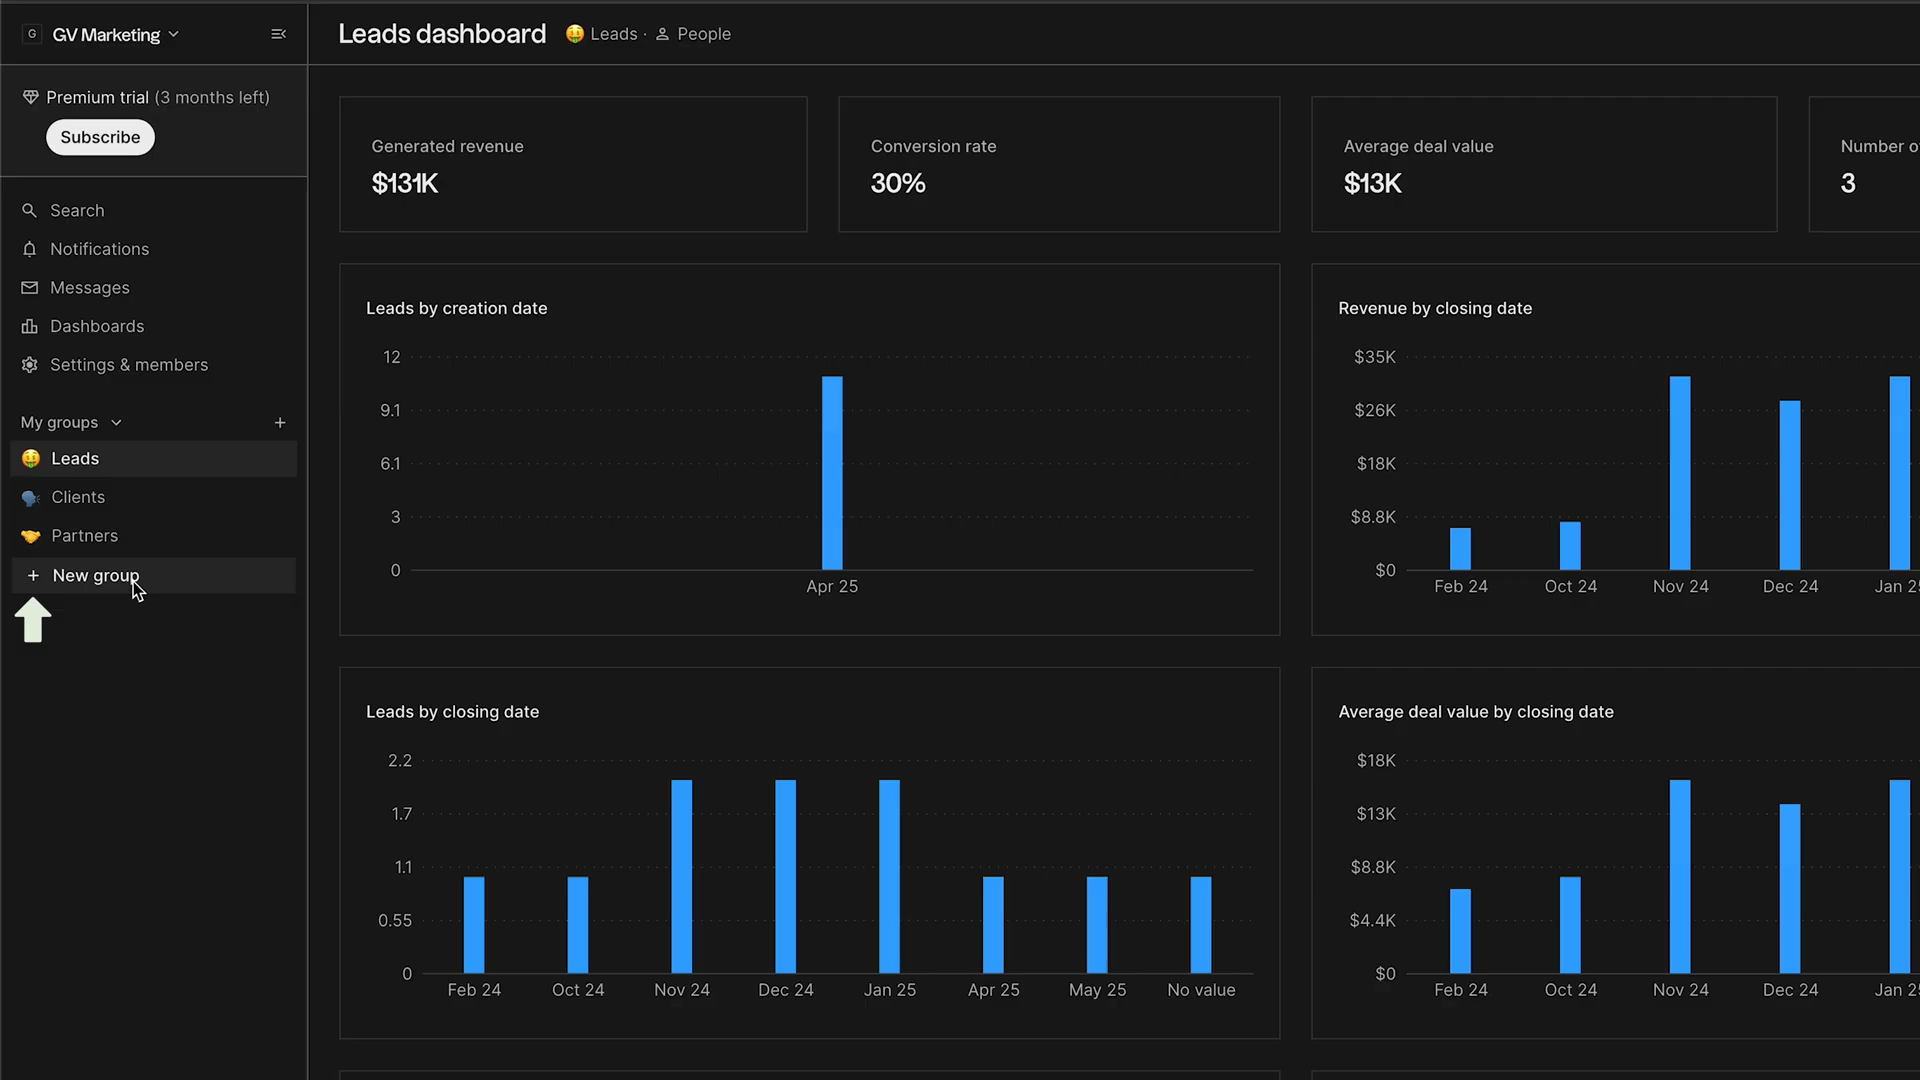 G GV Marketing
Leads dashboard
🤑 Leads · People
Premium trial (3 months left)
Subscribe
Search
Notifications
Messages
Dashboards
Settings & members
My groups
+
Leads
Clients
Partners
+ New group
Generated revenue
$131K
Conversion rate
30%
Average deal value
$13K
Number
3
Leads by creation date
12
9.1
6.1
3
0
Apr 25
Revenue by closing date
$35K
$26K
$18K
$8.8K
$0
Feb 24 Oct 24 Nov 24 Dec 24 Jan
Leads by closing date
2.2
1.7
1.1
0.55
0
Feb 24 Oct 24 Nov 24 Dec 24 Jan 25 Apr 25 May 25 No value
Average deal value by closing date
$18K
$13K
$8.8K
$4.4K
$0
Feb 24 Oct 24 Nov 24 Dec 24 Jan